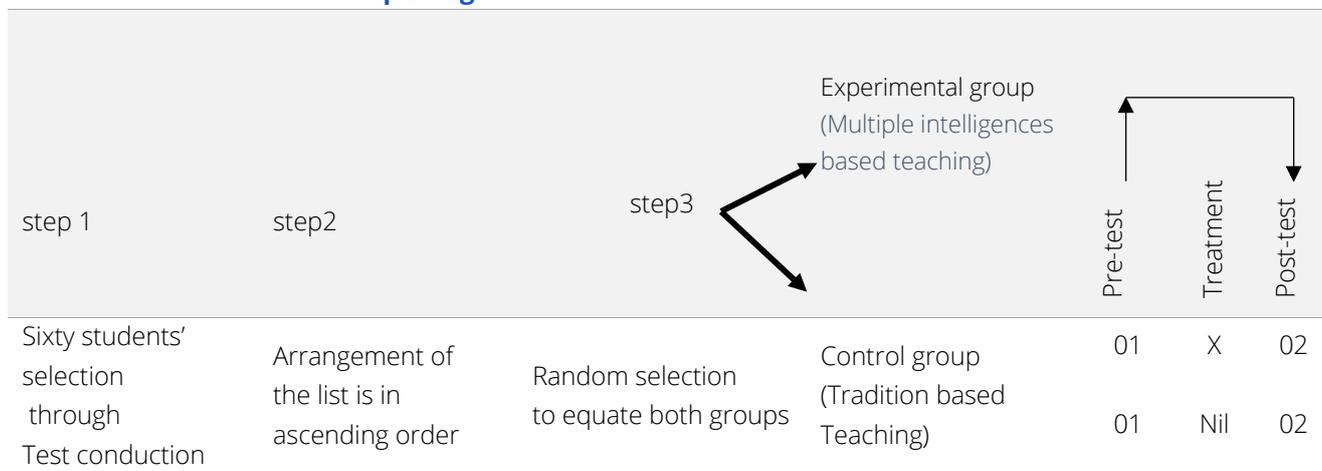 Experimental group
(Multiple intelligences
based teaching)
step 1
step2
step3
Pre-test
Treatment
Post-test
Sixty students’
selection
through
Test conduction
Arrangement of
the list is in
ascending order
Random selection
to equate both groups
Control group
(Tradition based
Teaching)
01 X 02
01 Nil 02